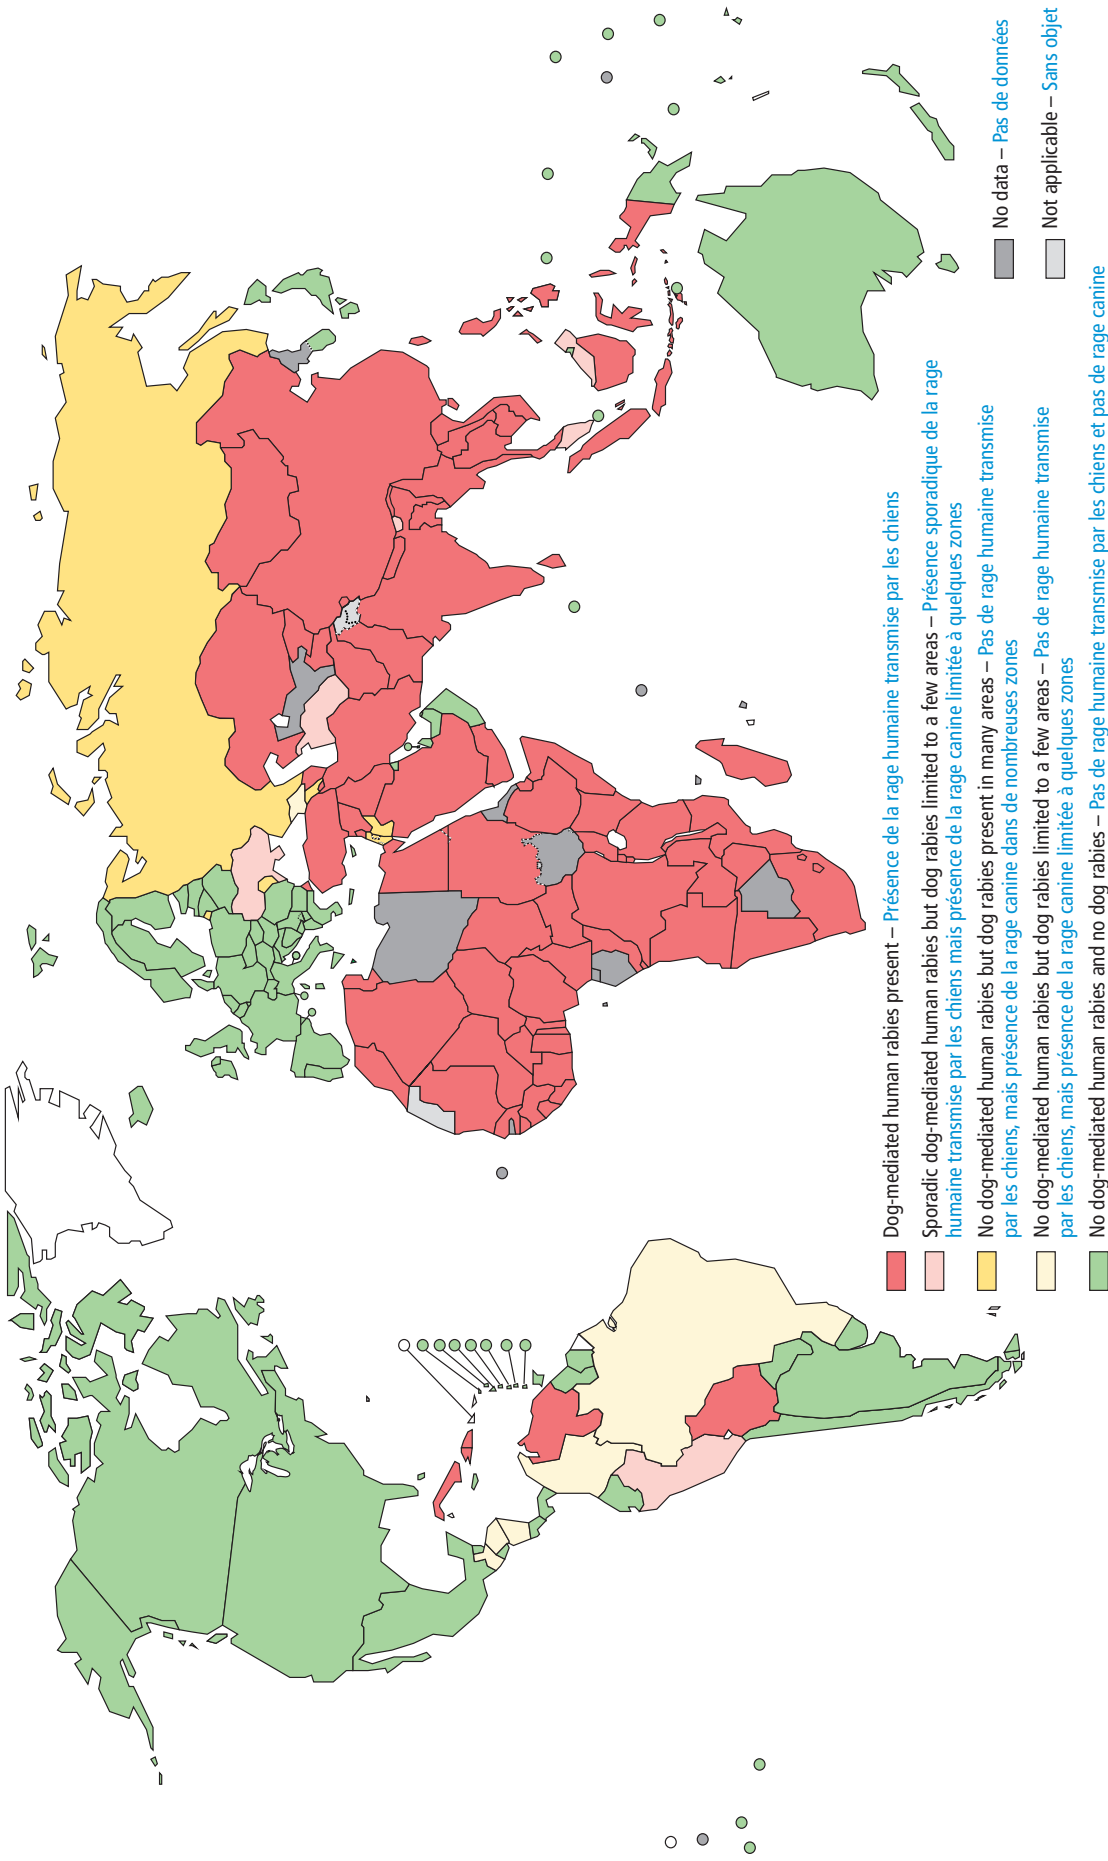 Dog-mediated human rabies present – Présence de la rage humaine transmise par les chiens
Sporadic dog-mediated human rabies but dog rabies limited to a few areas – Présence sporadique de la rage
humaine transmise par les chiens mais présence de la rage canine limitée à quelques zones
No dog-mediated human rabies but dog rabies present in many areas – Pas de rage humaine transmise
par les chiens, mais présence de la rage canine dans de nombreuses zones
No dog-mediated human rabies but dog rabies limited to a few areas – Pas de rage humaine transmise
par les chiens, mais présence de la rage canine limitée à quelques zones
No dog-mediated human rabies and no dog rabies – Pas de rage humaine transmise par les chiens et pas de rage canine
No data – Pas de données
Not applicable – Sans objet